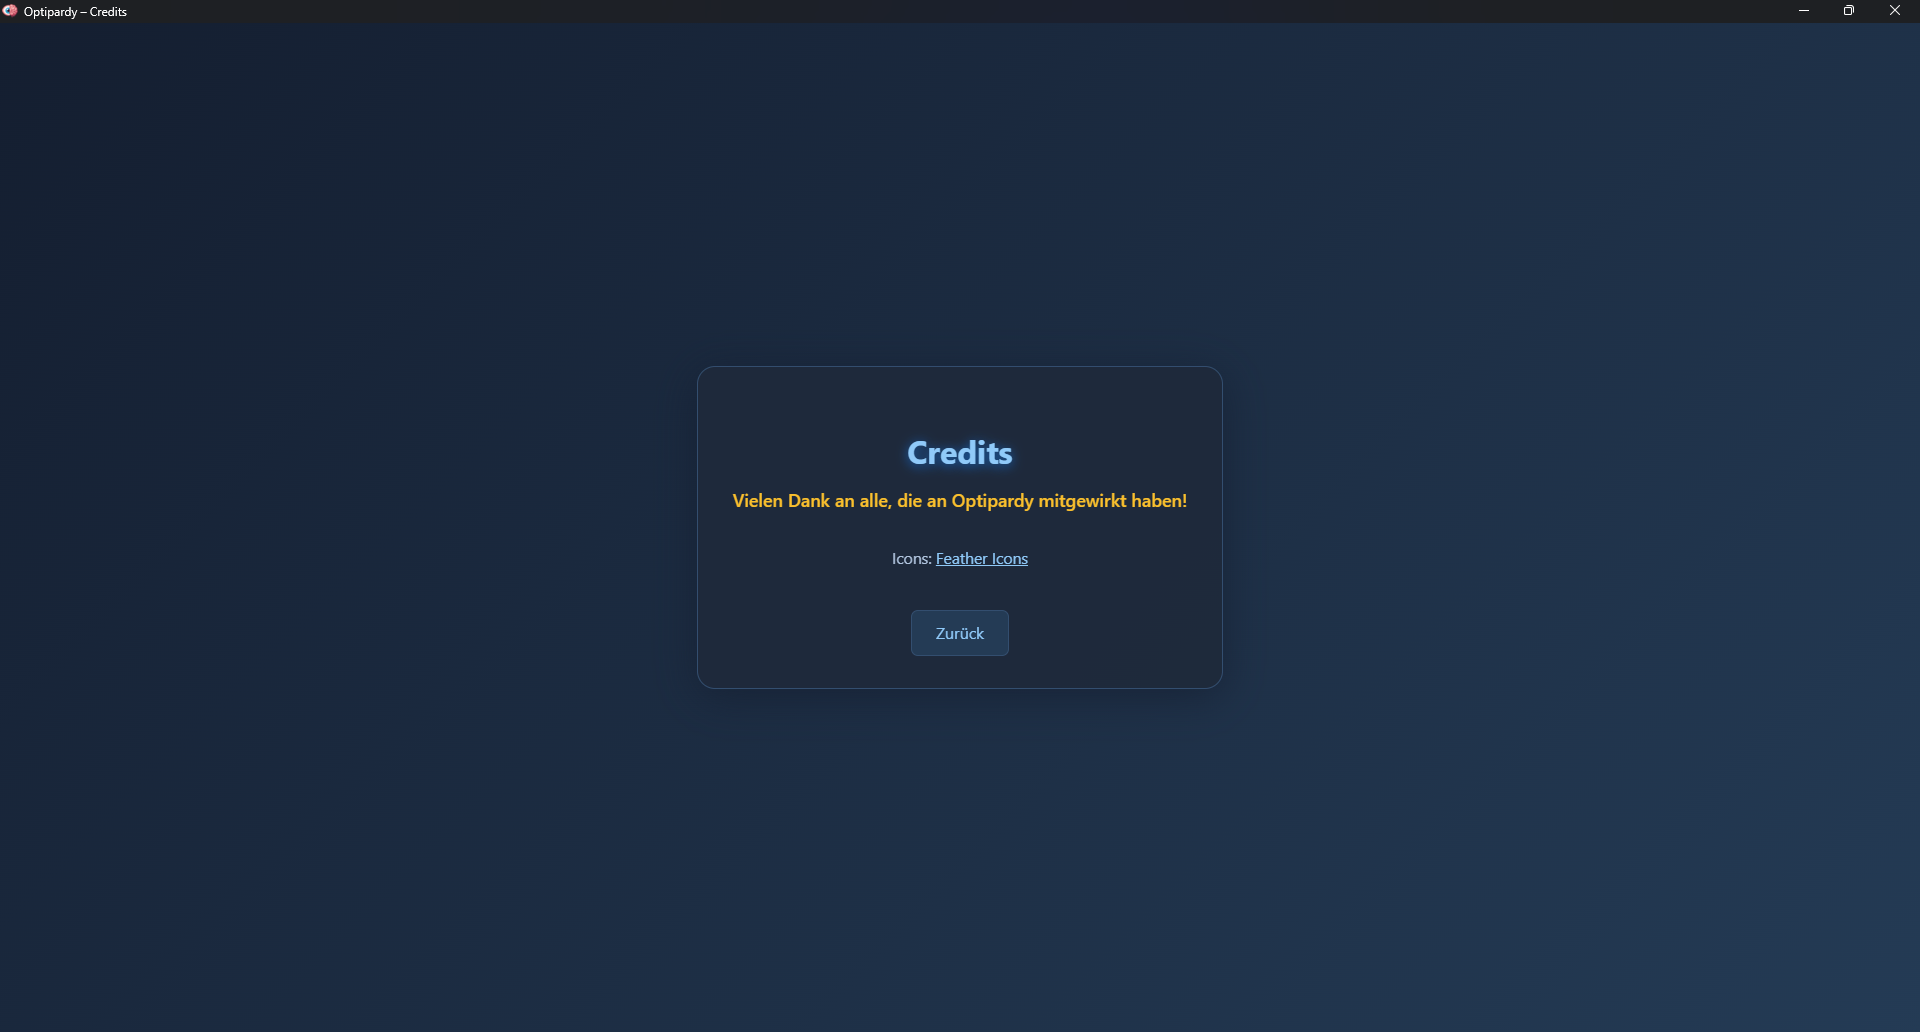 Optipardy – Credits
Credits
Vielen Dank an alle, die an Optipardy mitgewirkt haben!
Icons: Feather Icons
Zurück